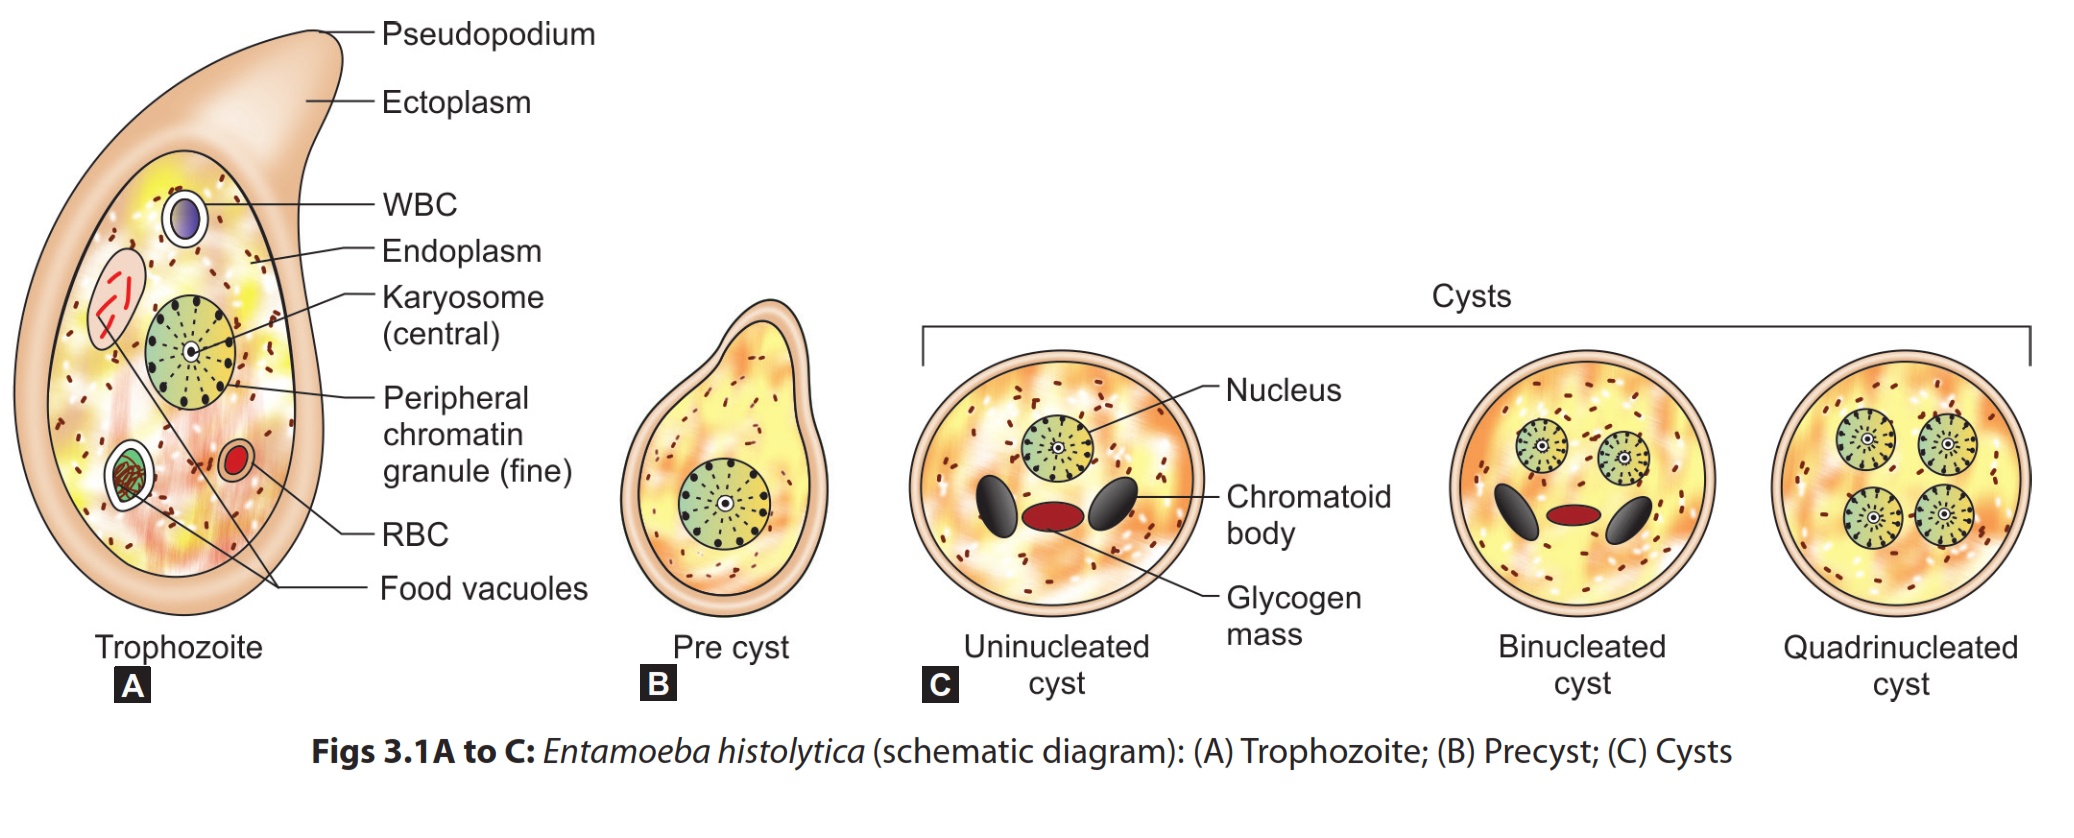 Pseudopodium
Ectoplasm
WBC
Endoplasm
Karyosome
(central)
Peripheral
chromatin
granule (fine)
RBC
Food vacuoles
Trophozoite
A
Pre cyst
B
Cysts
Nucleus
Chromatoid
body
Glycogen
mass
Uninucleated
cyst
C
Binucleated
cyst
Quadrinucleated
cyst
Figs 3.1A to C: Entamoeba histolytica (schematic diagram): (A) Trophozoite; (B) Precyst; (C) Cysts